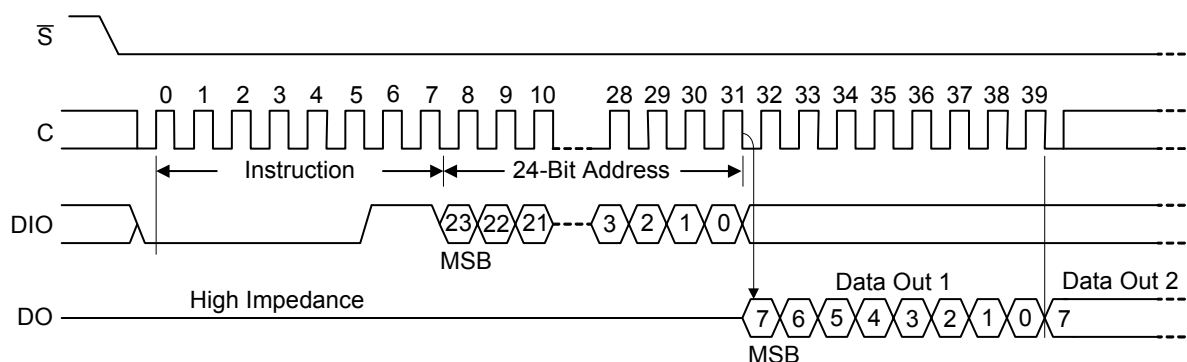 S
0 1 2 3 4 5 6 7 8 9 10 28 29 30 31 32 33 34 35 36 37 38 39
C
Instruction 24-Bit Address
DIO 23 22 21 3 2 1 0
MSB
High Impedance Data Out 1 Data Out 2
DO 7 6 5 4 3 2 1 0 7
MSB